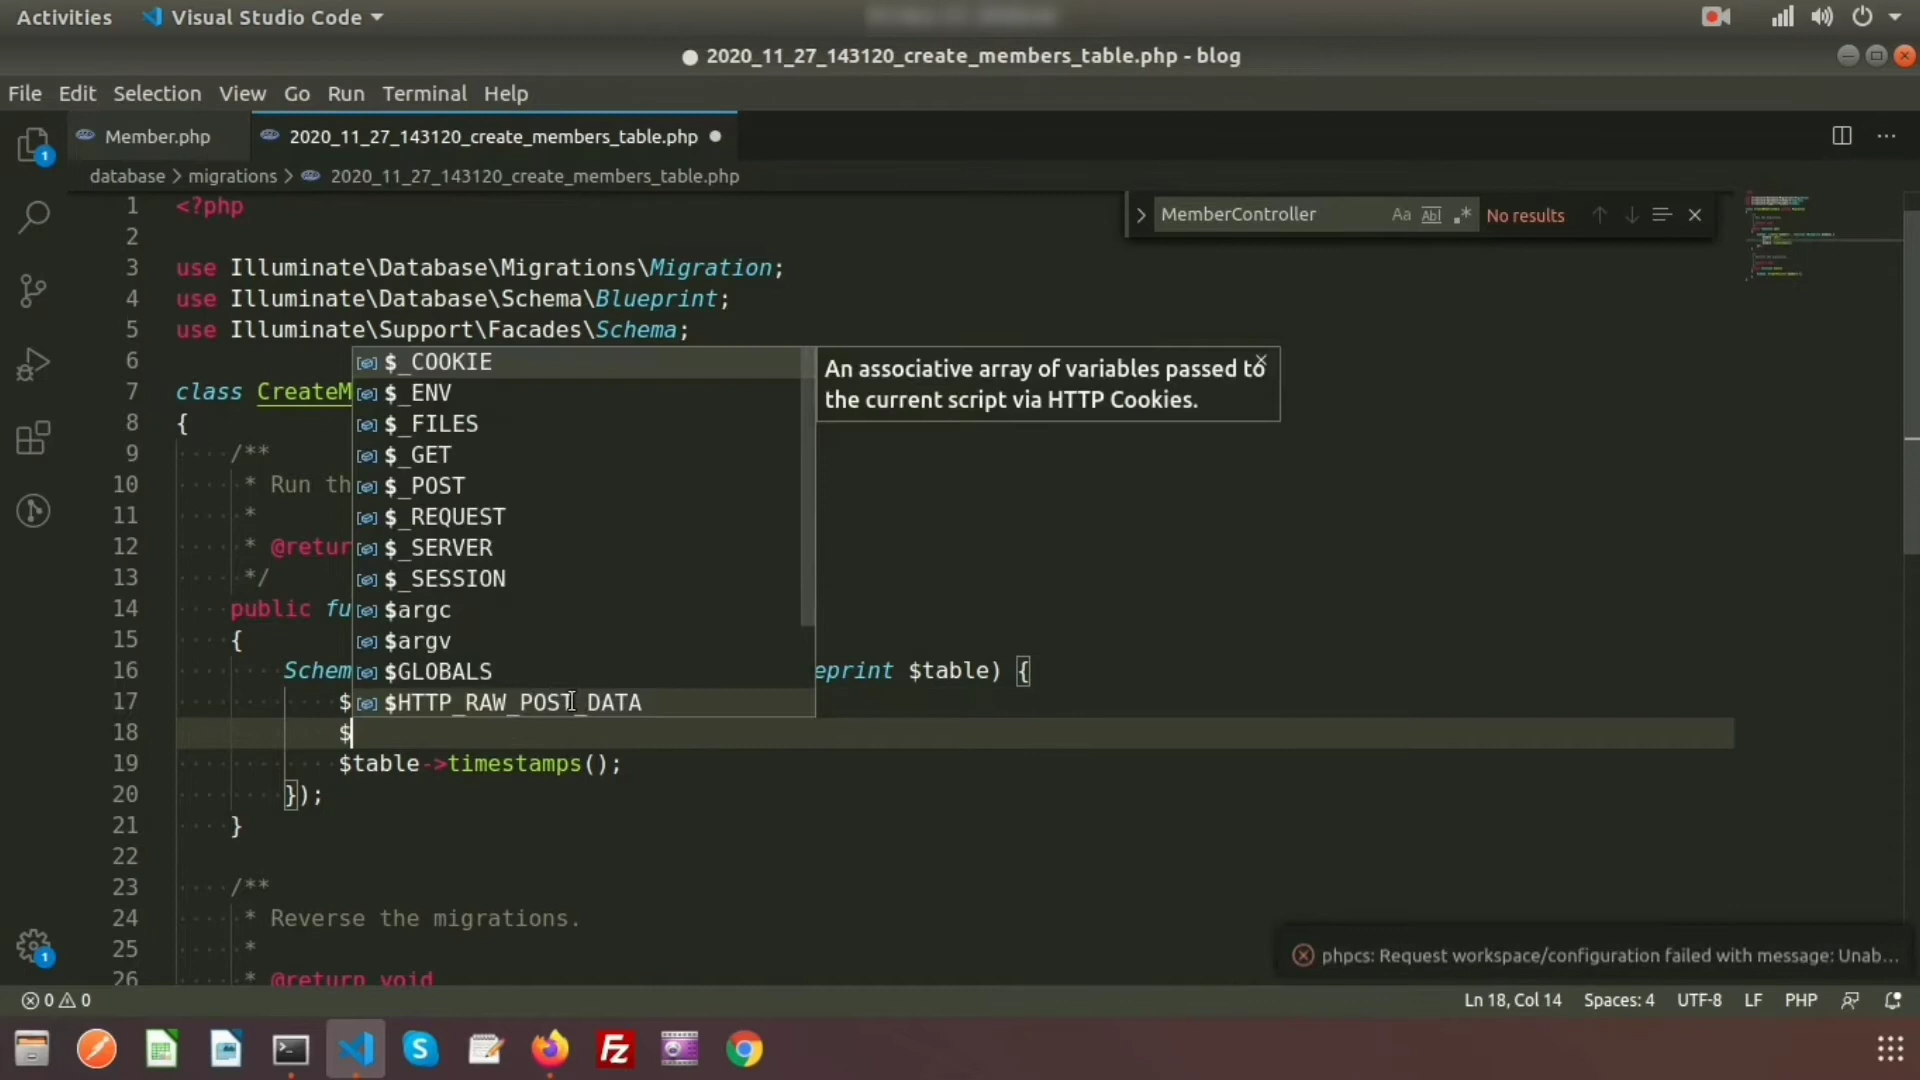 Activities Visual Studio Code
2020_11_27_143120_create_members_table.php - blog
File Edit Selection View Go Run Terminal Help
1 Member.php 2020_11_27_143120_create_members_table.php
database > migrations > 2020_11_27_143120_create_members_table.php
MemberController Aa Abl .* No results
1 <?php
2
3 use Illuminate\Database\Migrations\Migration;
4 use Illuminate\Database\Schema\Blueprint;
5 use Illuminate\Support\Facades\Schema;
6
$_COOKIE
An associative array of variables passed to
the current script via HTTP Cookies.
7 class CreateM
$_ENV
8 {
$_FILES
9 /**
$_GET
10 * Run th
$_POST
11 *
$_REQUEST
12 * @retur
$_SERVER
13 */
$_SESSION
14 public fu
$argc
15 {
$argv
16 Schem
$GLOBALS
eprint $table) {
17 $
$HTTP_RAW_POST_DATA
18 $
19 $table->timestamps();
20 });
21 }
22
23 /**
24 * Reverse the migrations.
25 *
26 * @return void
1
phpcs: Request workspace/configuration failed with message: Unab...
0 0 Ln 18, Col 14 Spaces: 4 UTF-8 LF PHP
S Fz